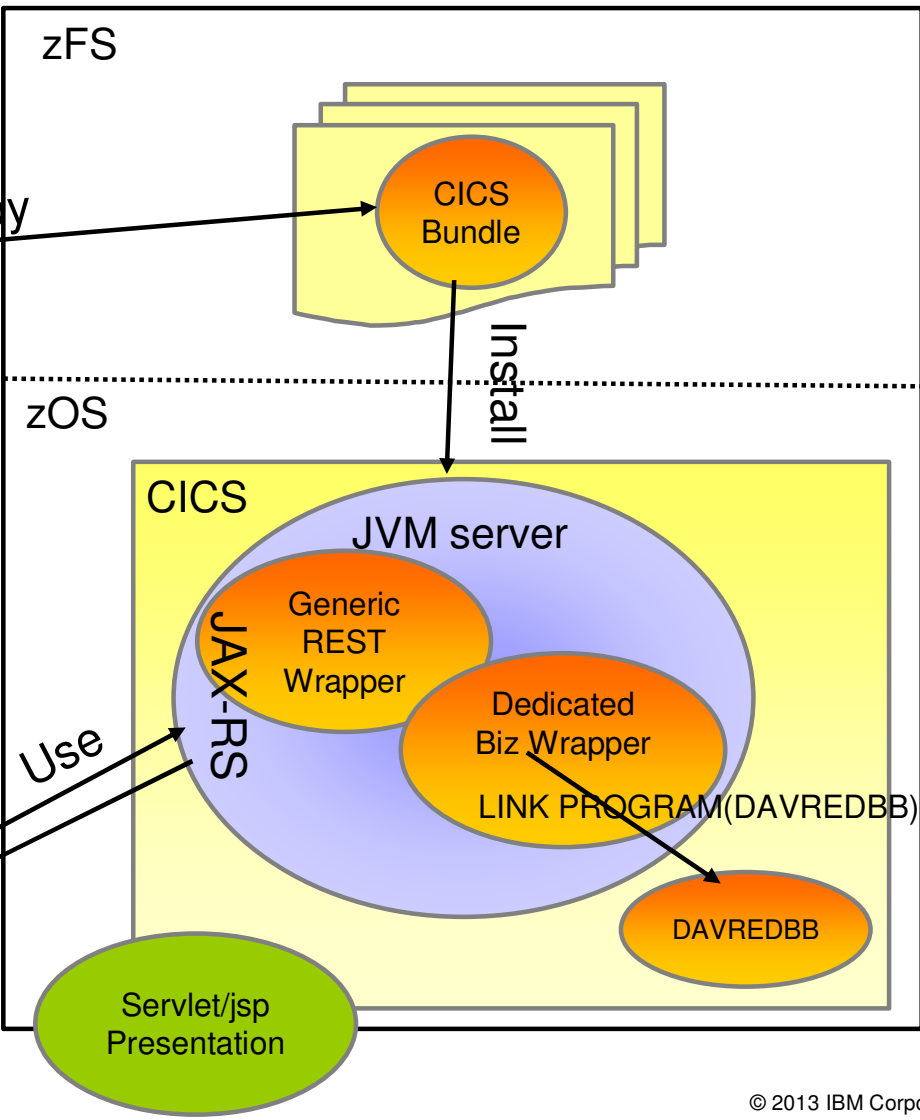 zFS
CICS
Bundle
y
Install
zOS
CICS
JVM server
Generic
REST
Wrapper
JAX-RS
Dedicated
Biz Wrapper
Use
LINK PROGRAM(DAVREDBB)
DAVREDBB
Servlet/jsp
Presentation
© 2013 IBM Corpo